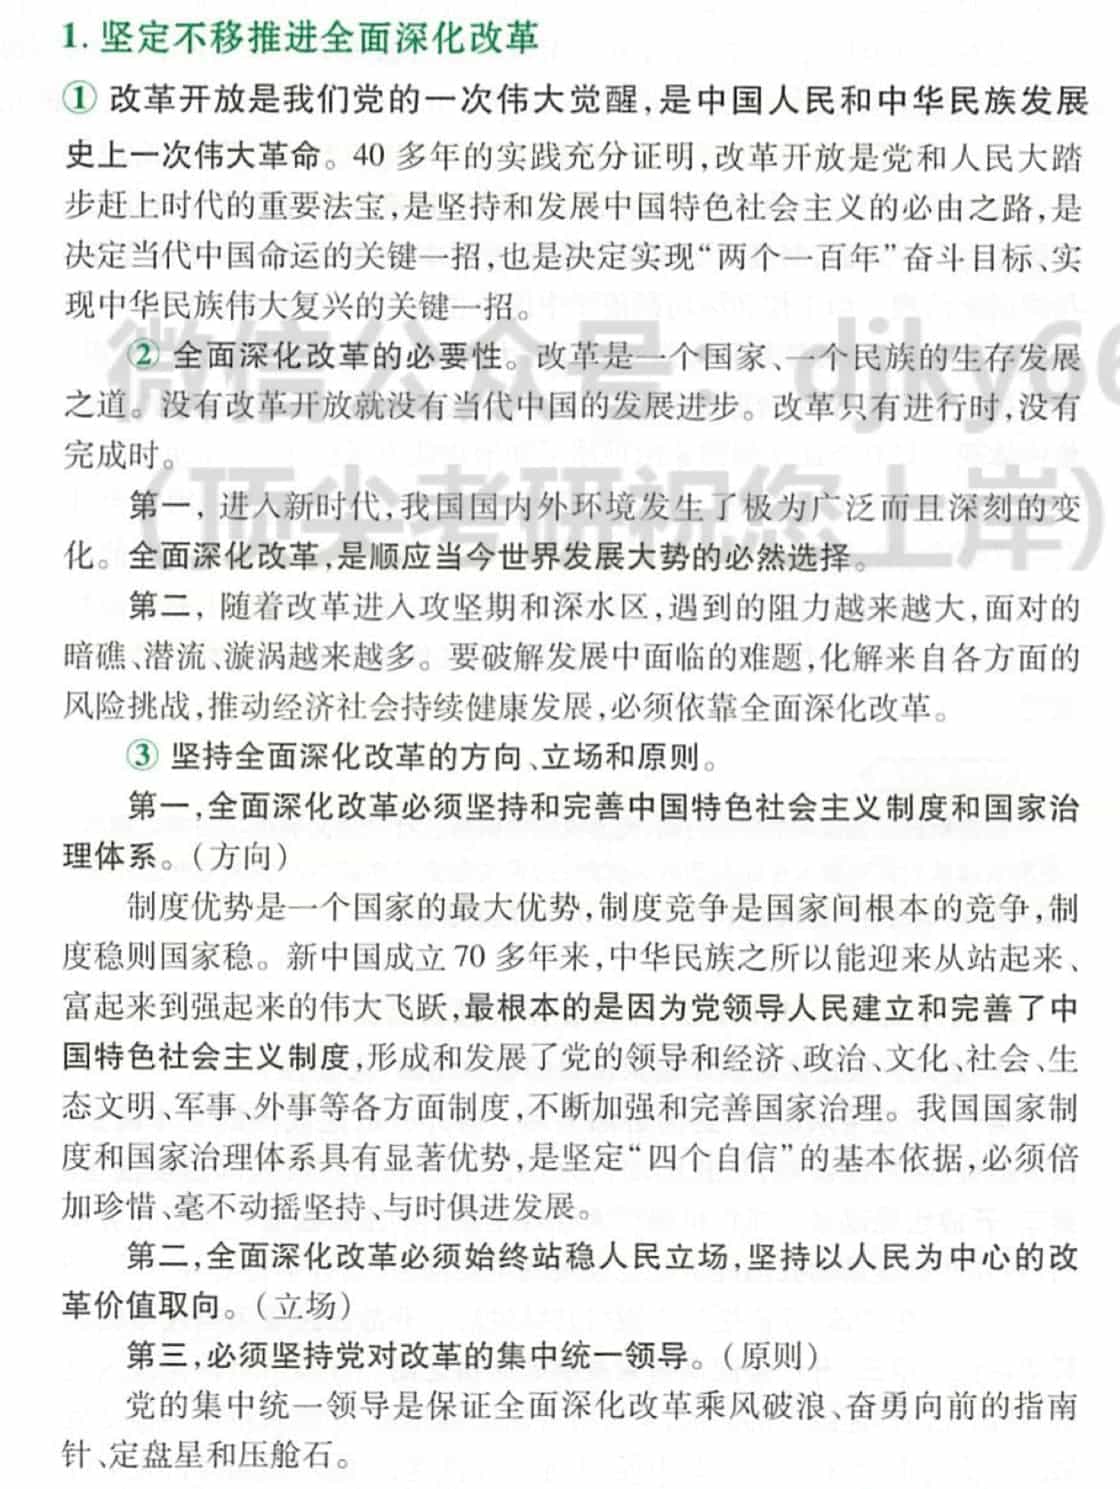 1. 坚定不移推进全面深化改革
① 改革开放是我们党的一次伟大觉醒,是中国人民和中华民族发展
史上一次伟大革命。40 多年的实践充分证明,改革开放是党和人民大踏
步赶上时代的重要法宝,是坚持和发展中国特色社会主义的必由之路,是
决定当代中国命运的关键一招,也是决定实现“两个一百年”奋斗目标、实
现中华民族伟大复兴的关键一招。
② 全面深化改革的必要性。改革是一个国家、一个民族的生存发展
之道。没有改革开放就没有当代中国的发展进步。改革只有进行时,没有
完成时。
第一, 进入新时代,我国国内外环境发生了极为广泛而且深刻的变
化。全面深化改革,是顺应当今世界发展大势的必然选择。
第二, 随着改革进入攻坚期和深水区,遇到的阻力越来越大,面对的
暗礁、潜流、漩涡越来越多。要破解发展中面临的难题,化解来自各方面的
风险挑战,推动经济社会持续健康发展,必须依靠全面深化改革。
③ 坚持全面深化改革的方向、立场和原则。
第一,全面深化改革必须坚持和完善中国特色社会主义制度和国家治
理体系。(方向)
制度优势是一个国家的最大优势,制度竞争是国家间根本的竞争,制
度稳则国家稳。新中国成立 70 多年来,中华民族之所以能迎来从站起来、
富起来到强起来的伟大飞跃,最根本的是因为党领导人民建立和完善了中
国特色社会主义制度,形成和发展了党的领导和经济、政治、文化、社会、生
态文明、军事、外事等各方面制度,不断加强和完善国家治理。我国国家制
度和国家治理体系具有显著优势,是坚定“四个自信”的基本依据,必须倍
加珍惜、毫不动摇坚持、与时俱进发展。
第二,全面深化改革必须始终站稳人民立场,坚持以人民为中心的改
革价值取向。(立场)
第三,必须坚持党对改革的集中统一领导。(原则)
党的集中统一领导是保证全面深化改革乘风破浪、奋勇向前的指南
针、定盘星和压舱石。
微信公众号：djky66
(顶尖考研祝您上岸)